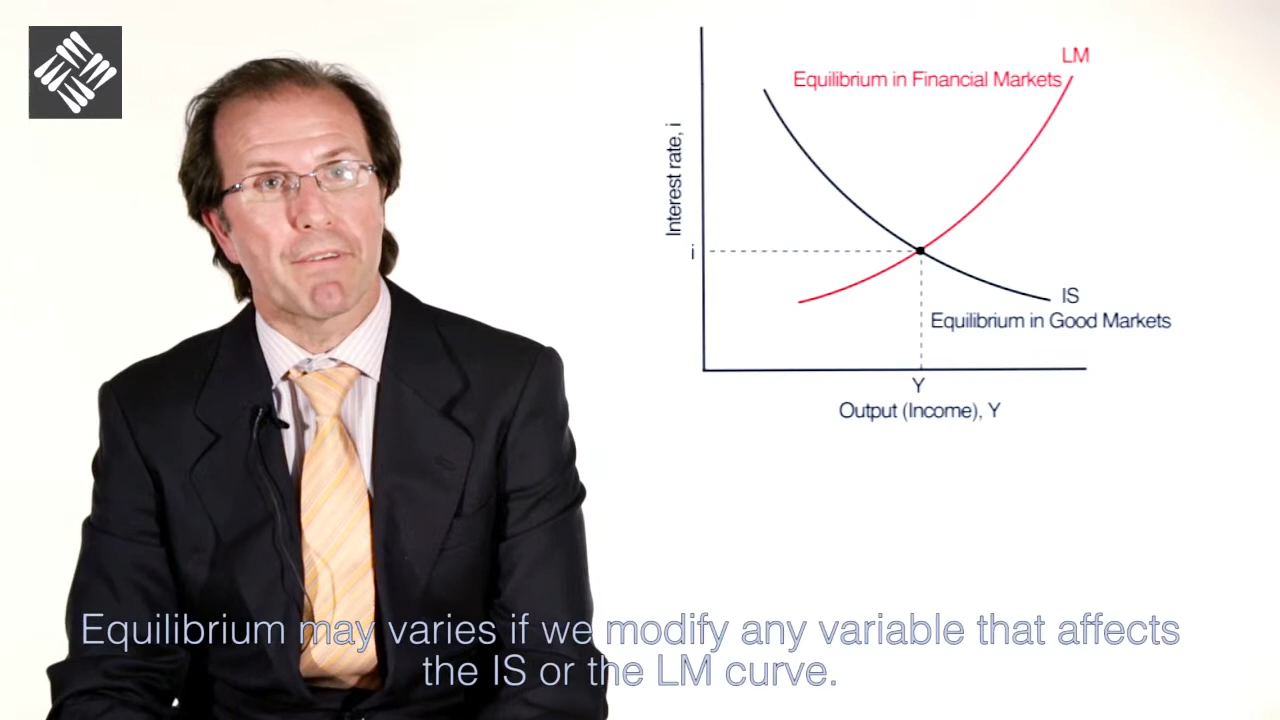 LM
Equilibrium in Financial Markets
Interest rate, i
i
IS
Equilibrium in Good Markets
Y
Output (Income), Y
Equilibrium may varies if we modify any variable that affects
the IS or the LM curve.